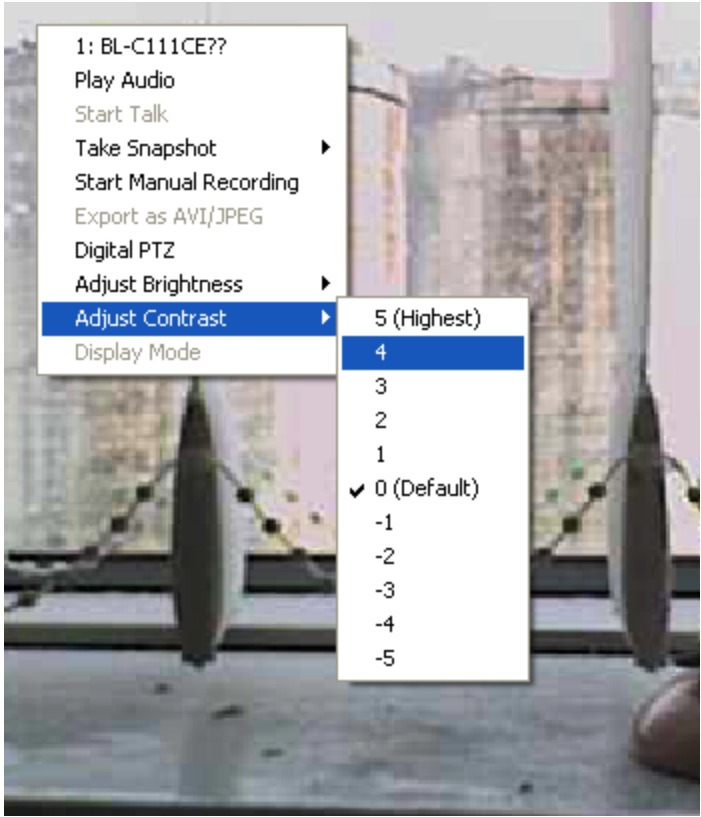 1: BL-C111CE??
Play Audio
Start Talk
Take Snapshot
Start Manual Recording
Export as AVI/JPEG
Digital PTZ
Adjust Brightness
Adjust Contrast
Display Mode
5 (Highest)
4
3
2
1
0 (Default)
-1
-2
-3
-4
-5